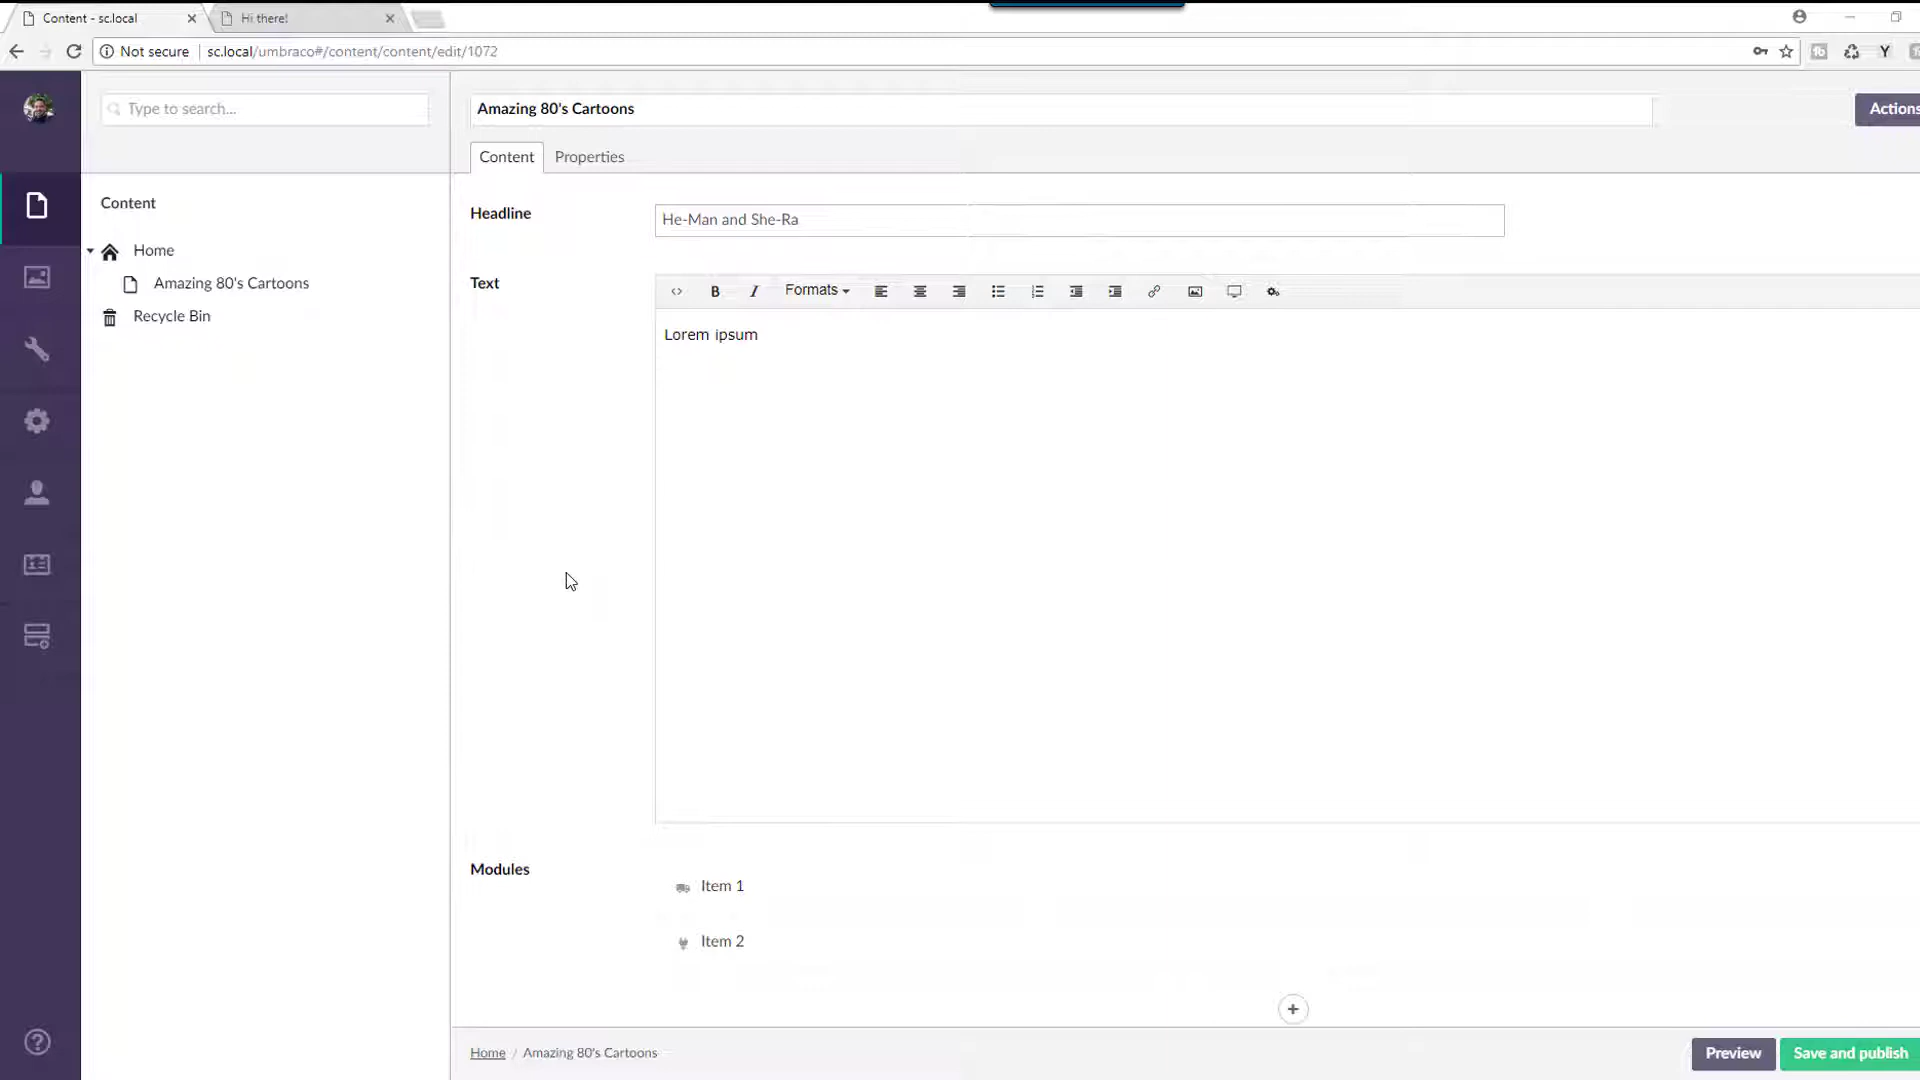 Content - sc.local
Hi there!
Not secure
sc.local/umbraco#/content/content/edit/1072
Type to search...
Amazing 80's Cartoons
Actions
Content
Properties
Content
Home
Amazing 80's Cartoons
Recycle Bin
Headline
He-Man and She-Ra
Text
B I Formats
Lorem ipsum
Modules
Item 1
Item 2
Home / Amazing 80's Cartoons
Preview
Save and publish